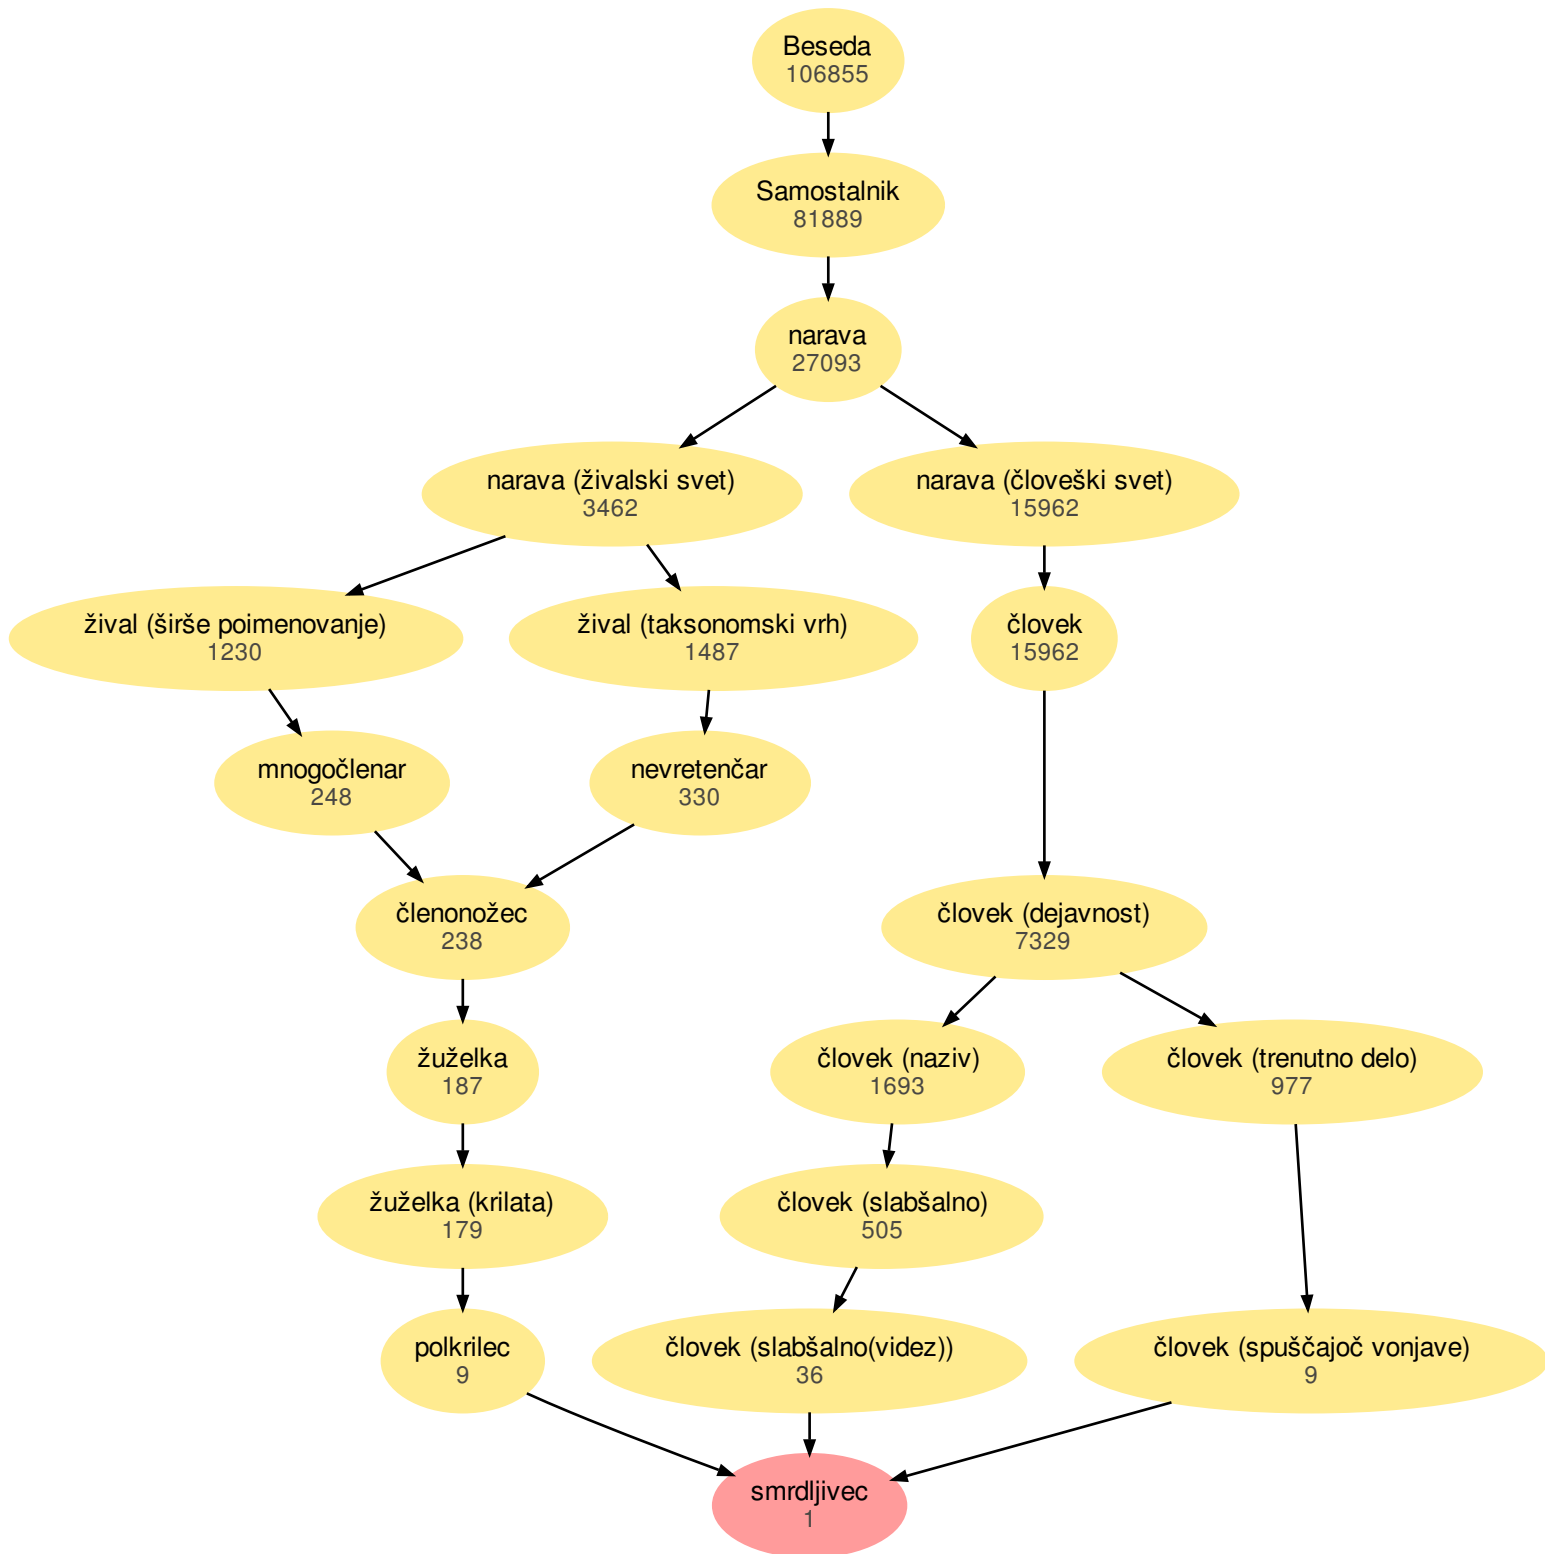 Beseda
106855
Samostalnik
81889
narava
27093
narava (živalski svet)
3462
narava (človeški svet)
15962
žival (širše poimenovanje)
1230
žival (taksonomski vrh)
1487
človek
15962
mnogočlenar
248
nevretenčar
330
členonožec
238
človek (dejavnost)
7329
žuželka
187
človek (naziv)
1693
človek (trenutno delo)
977
žuželka (krilata)
179
človek (slabšalno)
505
polkrilec
9
človek (slabšalno(videz))
36
človek (spuščajoč vonjave)
9
smrdljivec
1